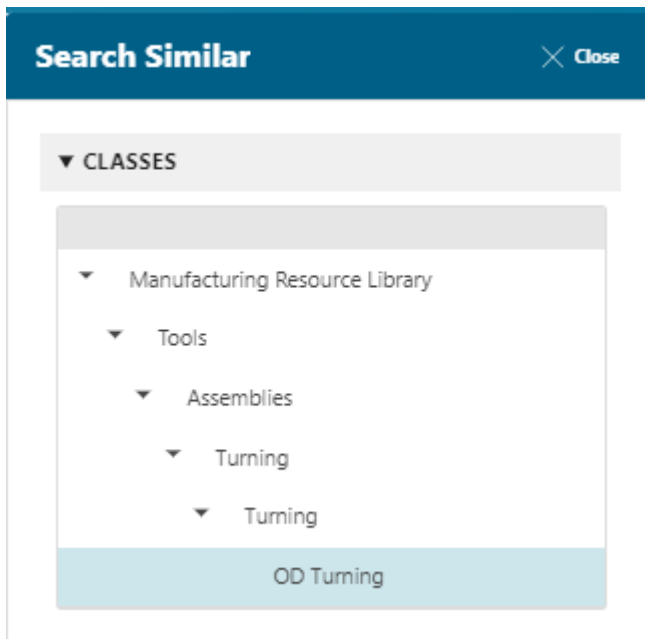 Search Similar Close
CLASSES
Manufacturing Resource Library
Tools
Assemblies
Turning
Turning
OD Turning